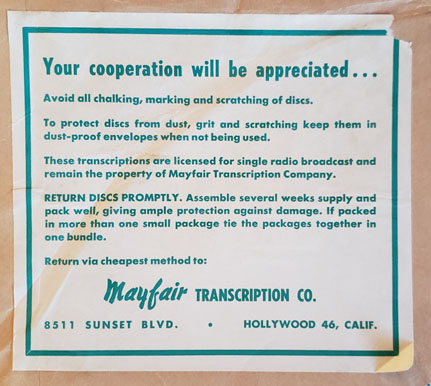 Your cooperation will be appreciated...
Avoid all chalking, marking and scratching of discs.
To protect discs from dust, grit and scratching keep them in
dust-proof envelopes when not being used.
These transcriptions are licensed for single radio broadcast and
remain the property of Mayfair Transcription Company.
RETURN DISCS PROMPTLY. Assemble several weeks supply and
pack well, giving ample protection against damage. If packed
in more than one small package tie the packages together in
one bundle.
Return via cheapest method to:
Mayfair TRANSCRIPTION CO.
8511 SUNSET BLVD. • HOLLYWOOD 46, CALIF.